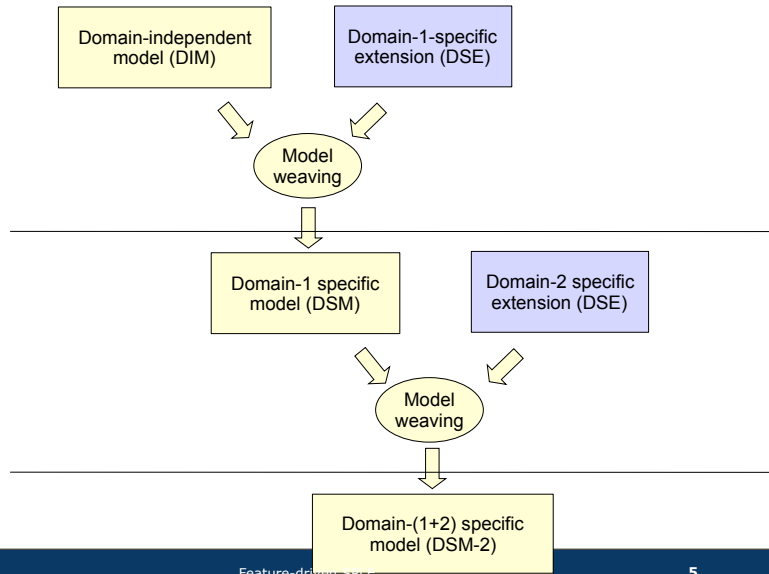 Domain-independent
model (DIM)
Domain-1-specific
extension (DSE)
Model
weaving
Domain-1 specific
model (DSM)
Domain-2 specific
extension (DSE)
Model
weaving
Domain-(1+2) specific
model (DSM-2)
5